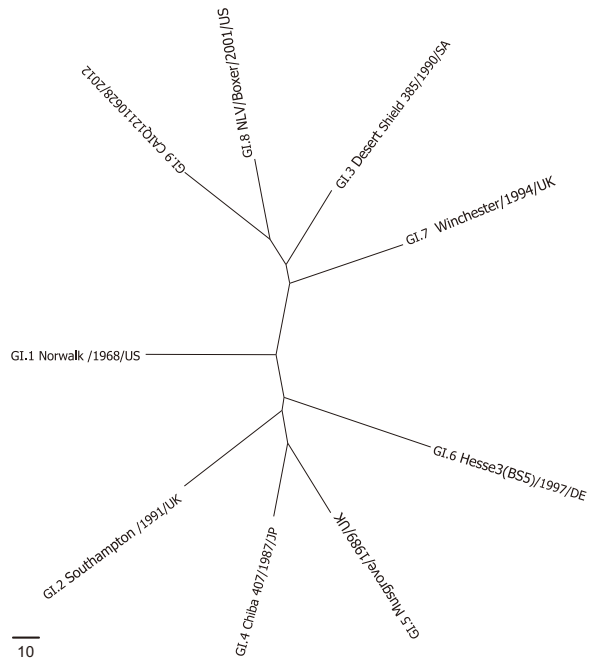 GI.8 NLV/Boxer/2001/US
GI.3 Desert Shield 385/1990/SA
GI.9 CAIQ12110628/2012
GI.7 Winchester/1994/UK
GI.1 Norwalk /1968/US
GI.6 Hesse3(BS5)/1997/DE
GI.2 Southampton /1991/UK
GI.4 Chiba 407/1987/JP
GI.5 Musgrove/1989/UK
10